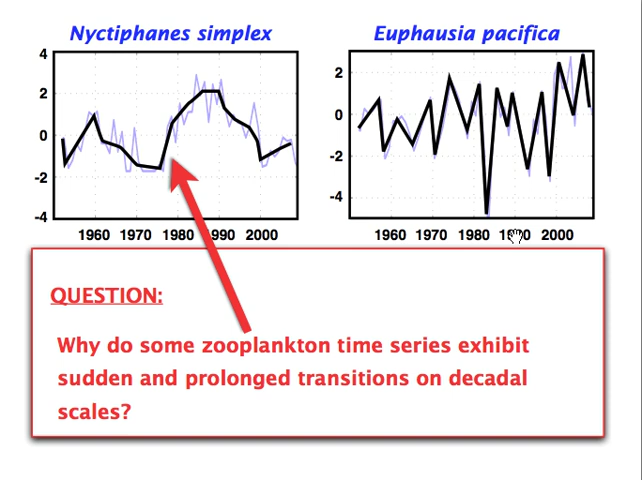 Nyctiphanes simplex
Euphausia pacifica
4
2
0
-2
-4
1960 1970 1980 1990 2000
2
0
-2
-4
1960 1970 1980 1990 2000
QUESTION:
Why do some zooplankton time series exhibit
sudden and prolonged transitions on decadal
scales?